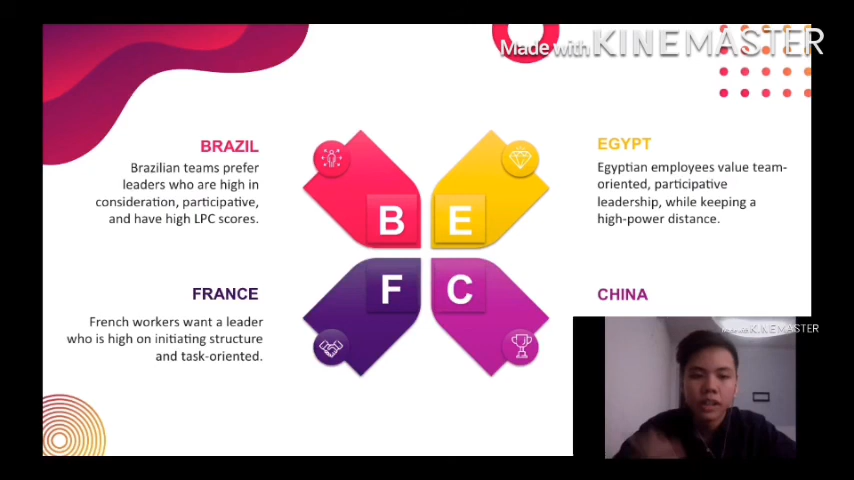 Made with KINEMASTER
BRAZIL
Brazilian teams prefer
leaders who are high in
consideration, participative,
and have high LPC scores.
EGYPT
Egyptian employees value team-
oriented, participative
leadership, while keeping a
high-power distance.
B
E
F
C
FRANCE
French workers want a leader
who is high on initiating structure
and task-oriented.
CHINA
Made with KINEMASTER